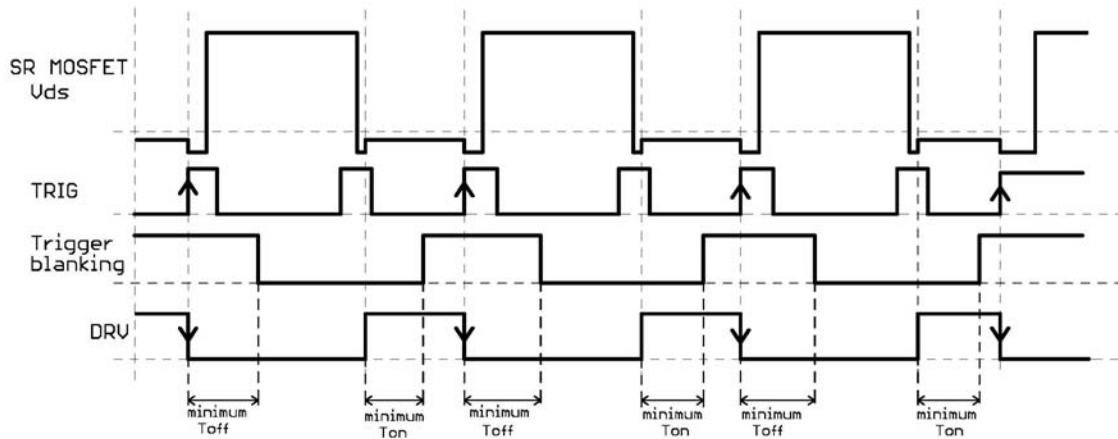 SR MOSFET
Vds
TRIG
Trigger
blanking
DRV
minimum
Toff
minimum
Ton
minimum
Toff
minimum
Ton
minimum
Toff
minimum
Ton